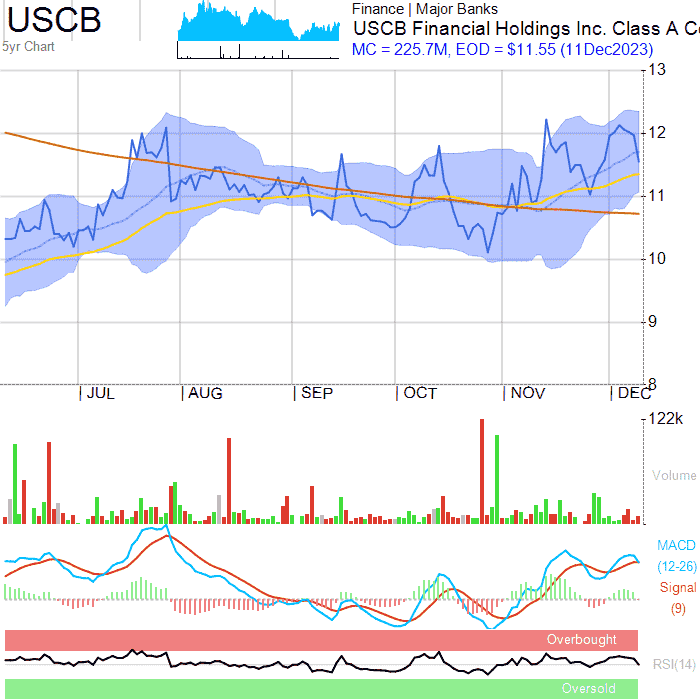 USCB
5yr Chart
Finance | Major Banks
USCB Financial Holdings Inc. Class A Co
MC = 225.7M, EOD = $11.55 (11Dec2023)
13
12
11
10
9
8
JUL AUG SEP OCT NOV DEC
122k
Volume
MACD
(12-26)
Signal
(9)
Overbought
RSI(14)
Oversold